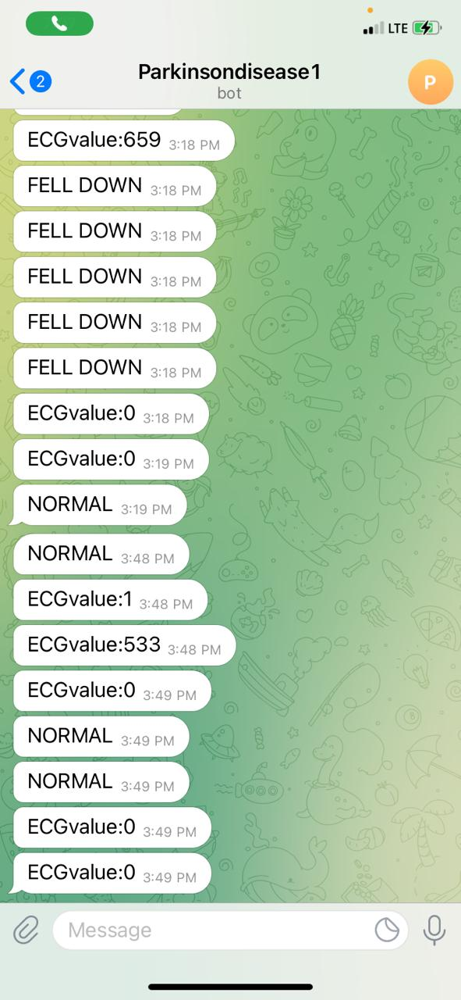 LTE
2
Parkinsondisease1
P
bot
ECGvalue:659 3:18 PM
FELL DOWN 3:18 PM
FELL DOWN 3:18 PM
FELL DOWN 3:18 PM
FELL DOWN 3:18 PM
FELL DOWN 3:18 PM
ECGvalue:0 3:18 PM
ECGvalue:0 3:19 PM
NORMAL 3:19 PM
NORMAL 3:48 PM
ECGvalue:1 3:48 PM
ECGvalue:533 3:48 PM
ECGvalue:0 3:49 PM
NORMAL 3:49 PM
NORMAL 3:49 PM
ECGvalue:0 3:49 PM
ECGvalue:0 3:49 PM
Message